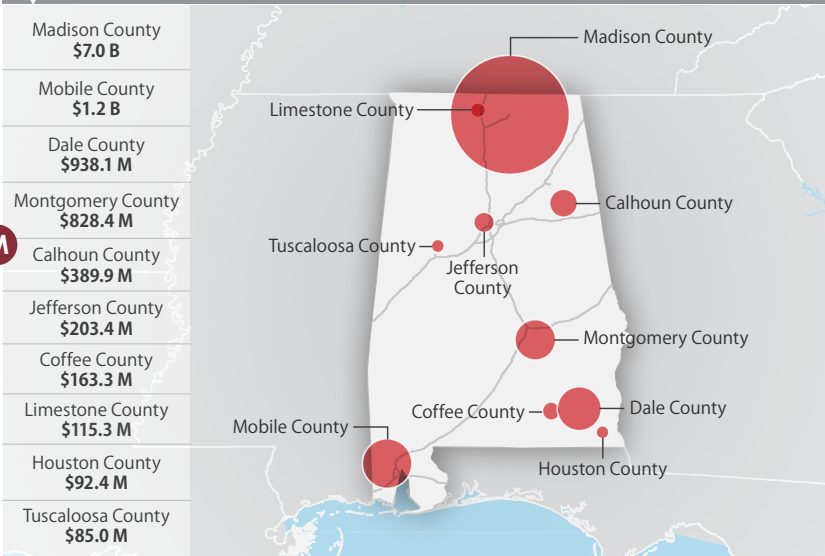 Madison County
$7.0 B
Mobile County
$1.2 B
Dale County
$938.1 M
Montgomery County
$828.4 M
Calhoun County
$389.9 M
Jefferson County
$203.4 M
Coffee County
$163.3 M
Limestone County
$115.3 M
Houston County
$92.4 M
Tuscaloosa County
$85.0 M
M
Madison County
Limestone County
Calhoun County
Tuscaloosa County
Jefferson
County
Montgomery County
Coffee County
Dale County
Mobile County
Houston County